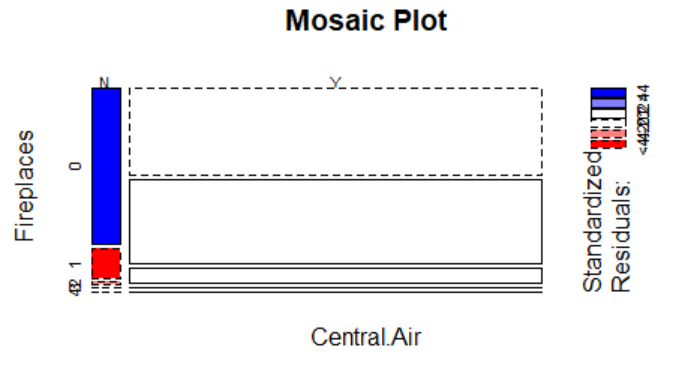 Mosaic Plot
N Y
Fireplaces
0
1
Central.Air
Standardized
Residuals: